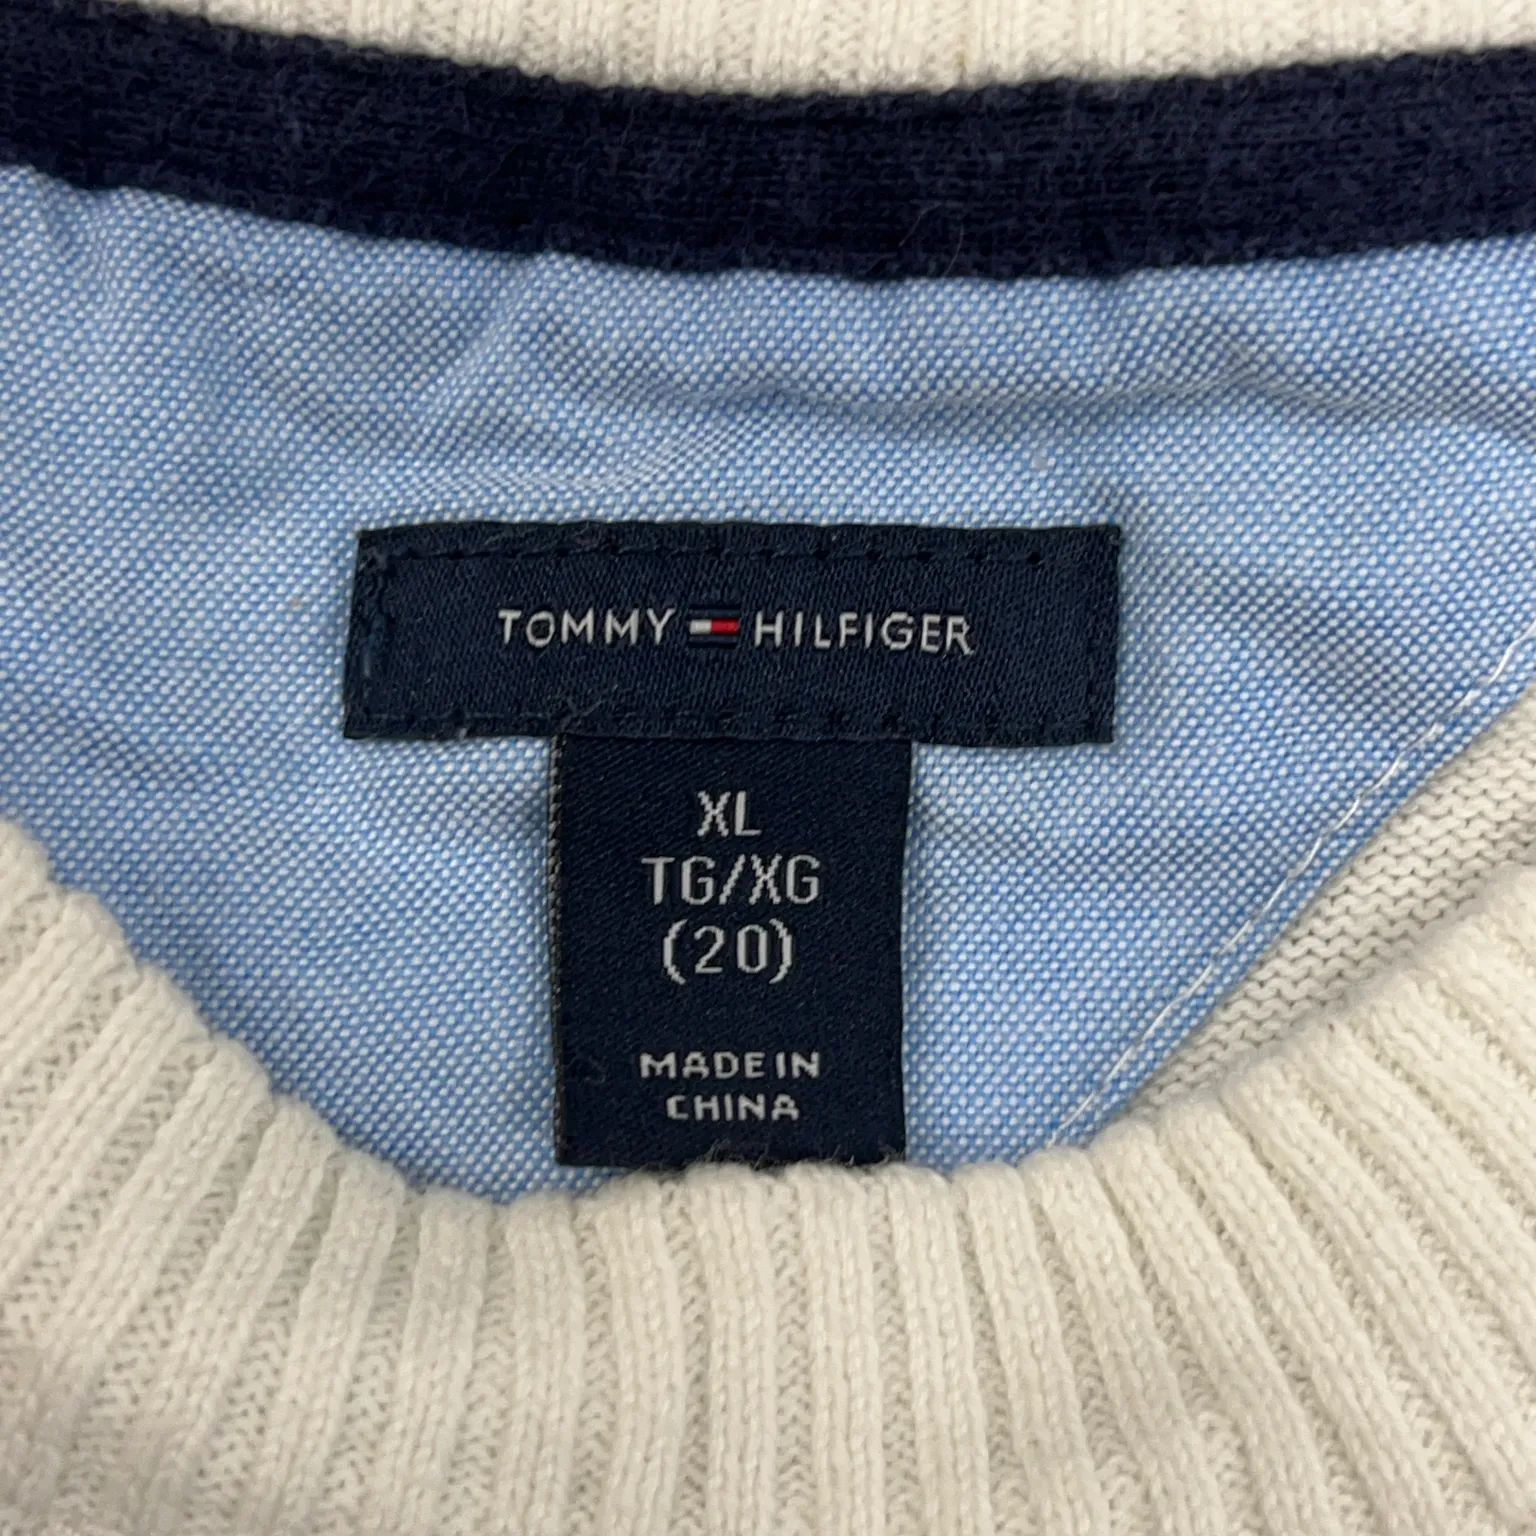 TOMMY HILFIGER
XL
TG/XG
(20)
MADE IN
CHINA